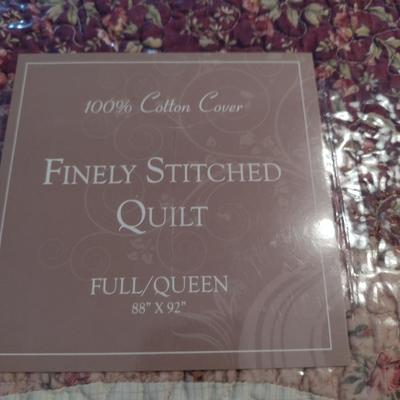 100% Cotton Cover
FINELY STITCHED
QUILT
FULL/QUEEN
88" X 92"